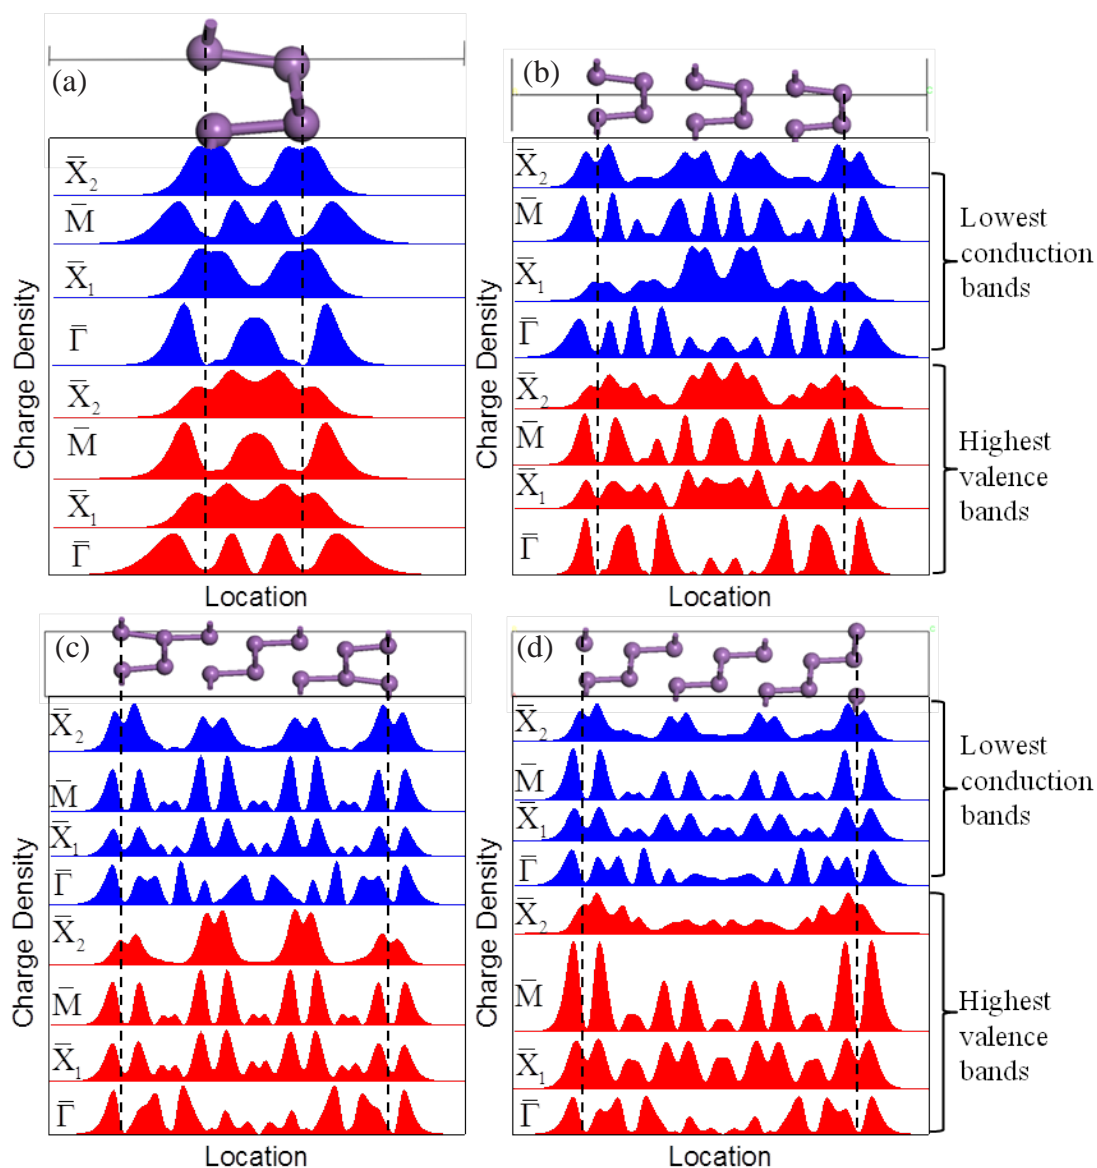 (a)
X̄₂
M̄
X̄₁
Γ̄
X̄₂
M̄
X̄₁
Γ̄
Charge Density
Location
(b)
X̄₂
M̄
X̄₁
Γ̄
X̄₂
M̄
X̄₁
Γ̄
Charge Density
Location
Lowest
conduction
bands
Highest
valence
bands
(c)
X̄₂
M̄
X̄₁
Γ̄
X̄₂
M̄
X̄₁
Γ̄
Charge Density
Location
(d)
X̄₂
M̄
X̄₁
Γ̄
X̄₂
M̄
X̄₁
Γ̄
Charge Density
Location
Lowest
conduction
bands
Highest
valence
bands